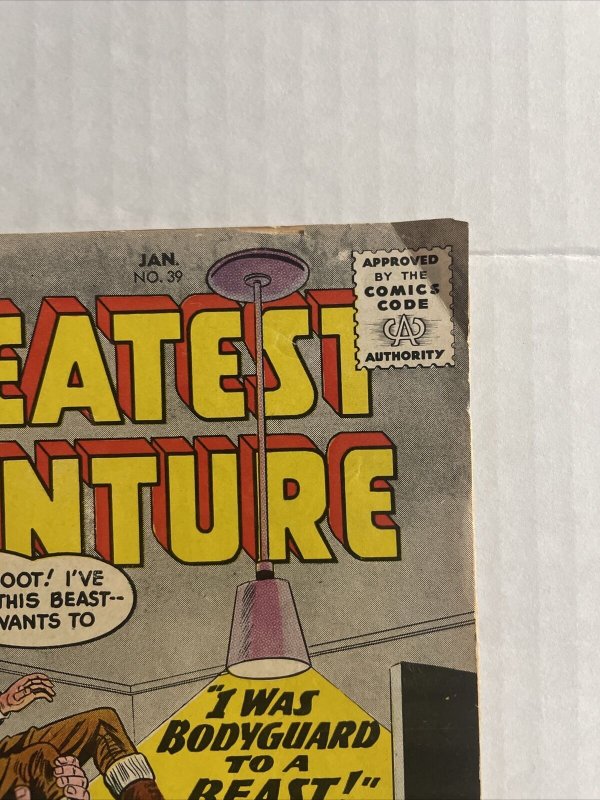 JAN.
NO. 39
APPROVED
BY THE
COMICS
CODE
CA
AUTHORITY
EATEST
NTURE
OOT! I'VE
THIS BEAST--
WANTS TO
"I WAS
BODYGUARD
TO A
BEAST!"